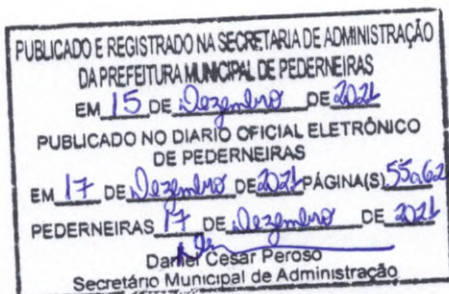 PUBLICADO E REGISTRADO NA SECRETARIA DE ADMINISTRAÇÃO
DA PREFEITURA MUNICIPAL DE PEDERNEIRAS
EM 15 DE Dezembro DE 2021
PUBLICADO NO DIARIO OFICIAL ELETRÔNICO
DE PEDERNEIRAS
EM 17 DE Dezembro DE 2021 PÁGINA(S) 55a62
PEDERNEIRAS 17 DE Dezembro DE 2021
Daniel Cesar Peroso
Secretário Municipal de Administração